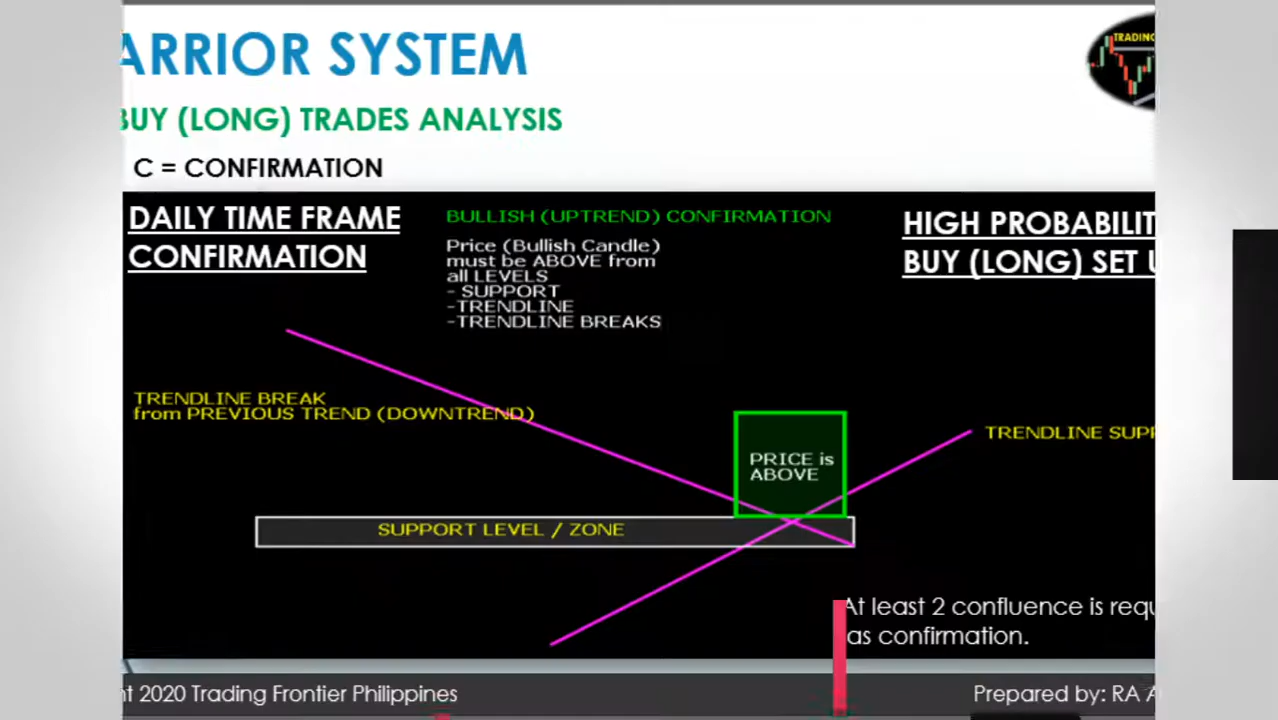 ARRIOR SYSTEM
TRADING
BUY (LONG) TRADES ANALYSIS
C = CONFIRMATION
DAILY TIME FRAME
CONFIRMATION
BULLISH (UPTREND) CONFIRMATION
Price (Bullish Candle)
must be ABOVE from
all LEVELS
- SUPPORT
-TRENDLINE
-TRENDLINE BREAKS
HIGH PROBABILIT
BUY (LONG) SET U
TRENDLINE BREAK
from PREVIOUS TREND (DOWNTREND)
PRICE is
ABOVE
TRENDLINE SUPP
SUPPORT LEVEL / ZONE
At least 2 confluence is requ
as confirmation.
nt 2020 Trading Frontier Philippines
Prepared by: RA A